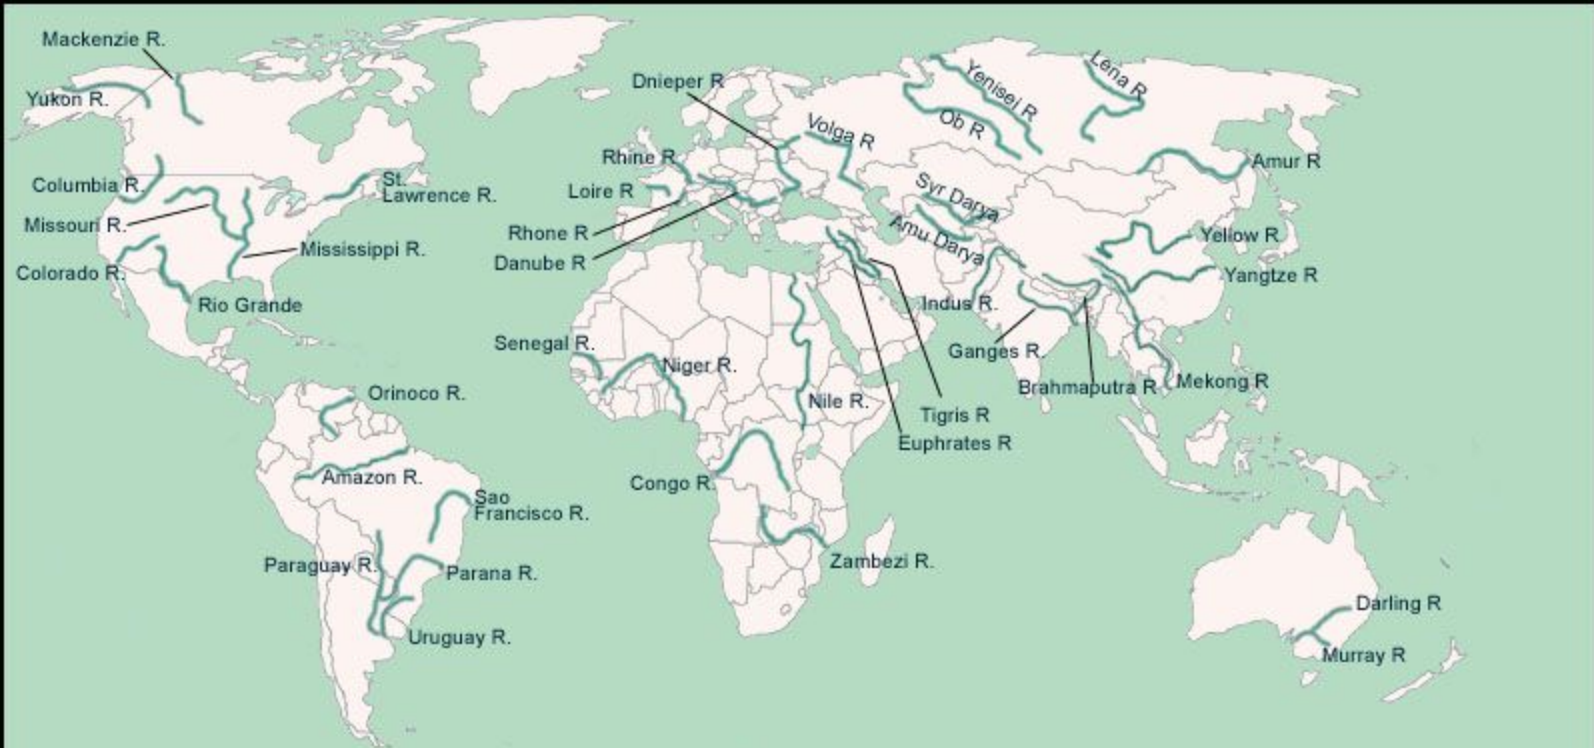 Mackenzie R.
Yukon R.
Columbia R.
Missouri R.
Colorado R.
Rio Grande
Mississippi R.
St.
Lawrence R.
Orinoco R.
Amazon R.
Sao
Francisco R.
Paraguay R.
Parana R.
Uruguay R.
Dnieper R
Volga R
Rhine R
Loire R
Rhone R
Danube R
Senegal R.
Niger R.
Nile R.
Congo R.
Zambezi R.
Tigris R
Euphrates R
Yenisei R
Ob R
Lena R
Amur R
Syr Darya
Amu Darya
Indus R.
Ganges R.
Brahmaputra R
Mekong R
Yellow R
Yangtze R
Darling R
Murray R